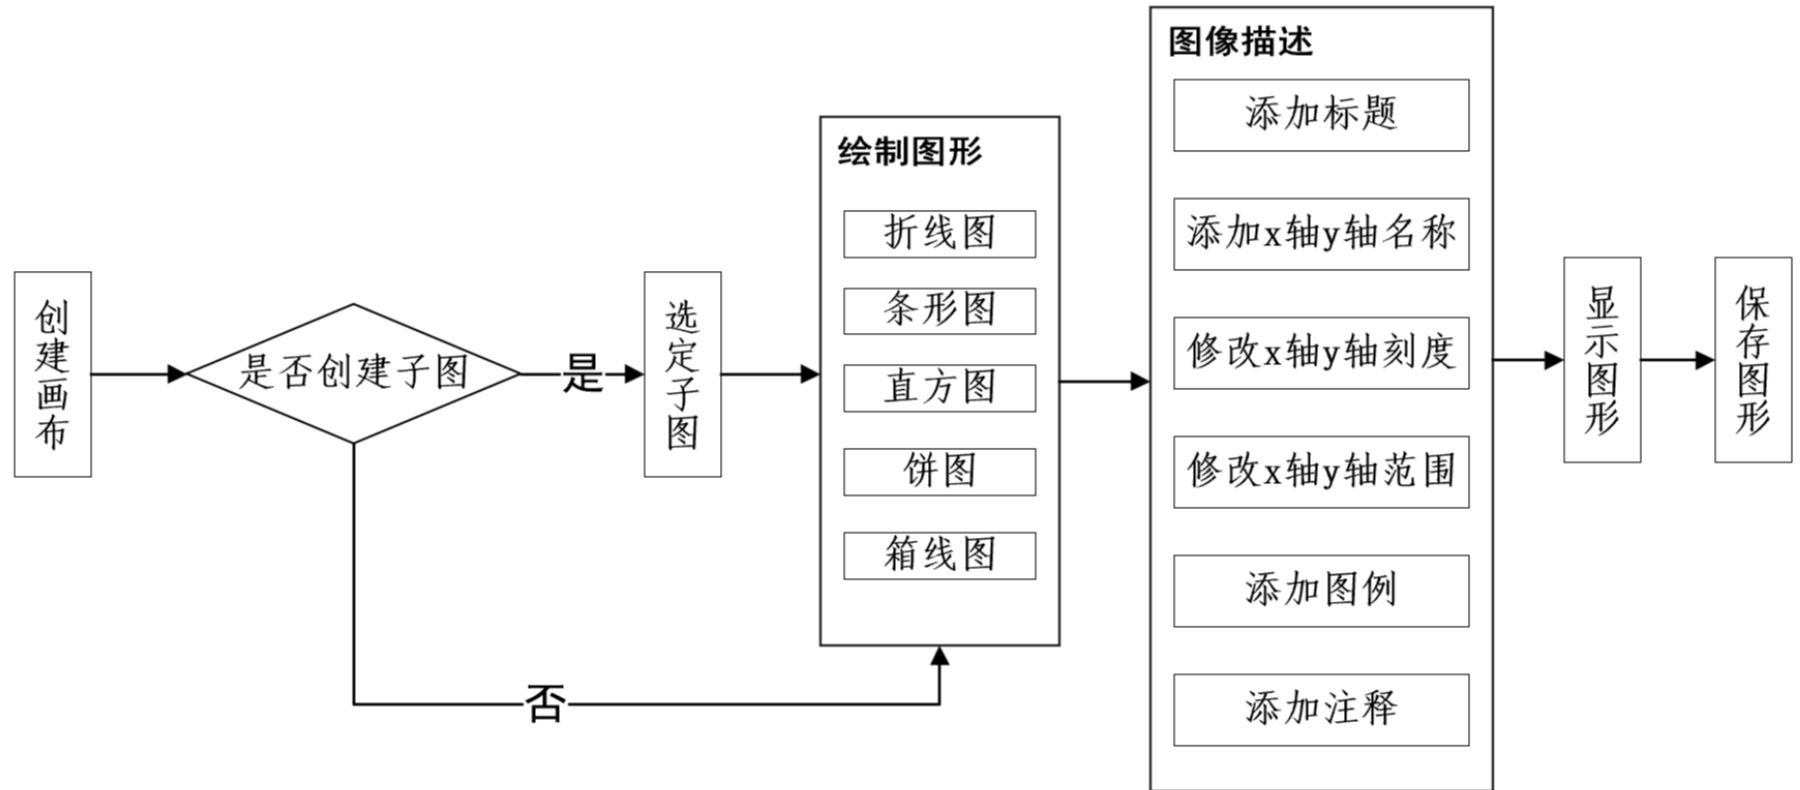 创建画布
是否创建子图
是
否
选定子图
绘制图形
折线图
条形图
直方图
饼图
箱线图
图像描述
添加标题
添加x轴y轴名称
修改x轴y轴刻度
修改x轴y轴范围
添加图例
添加注释
显示图形
保存图形